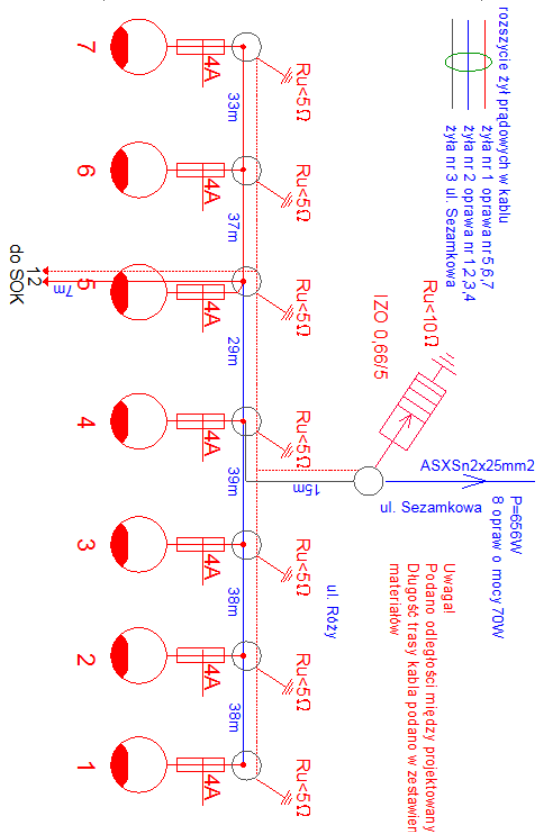 rozszycie żył prądowych w kablu
żyła nr 1 oprawa nr 5,6,7
żyła nr 2 oprawa nr 1,2,3,4
żyła nr 3 ul. Sezamkowa
Ru<10Ω
IZO 0,66/5
ASXSn2x25mm2
P=656W
8 opraw o mocy 70W
ul. Sezamkowa
15m
Uwaga!
Podano odległości między projektowany
Długość trasy kabla podano w zestawien
materiałów
ul. Róży
Ru<5Ω
Ru<5Ω
Ru<5Ω
Ru<5Ω
Ru<5Ω
Ru<5Ω
Ru<5Ω
33m
37m
29m
39m
38m
38m
4A
4A
4A
4A
4A
4A
4A
7
6
5
4
3
2
1
7m
12
do SOK